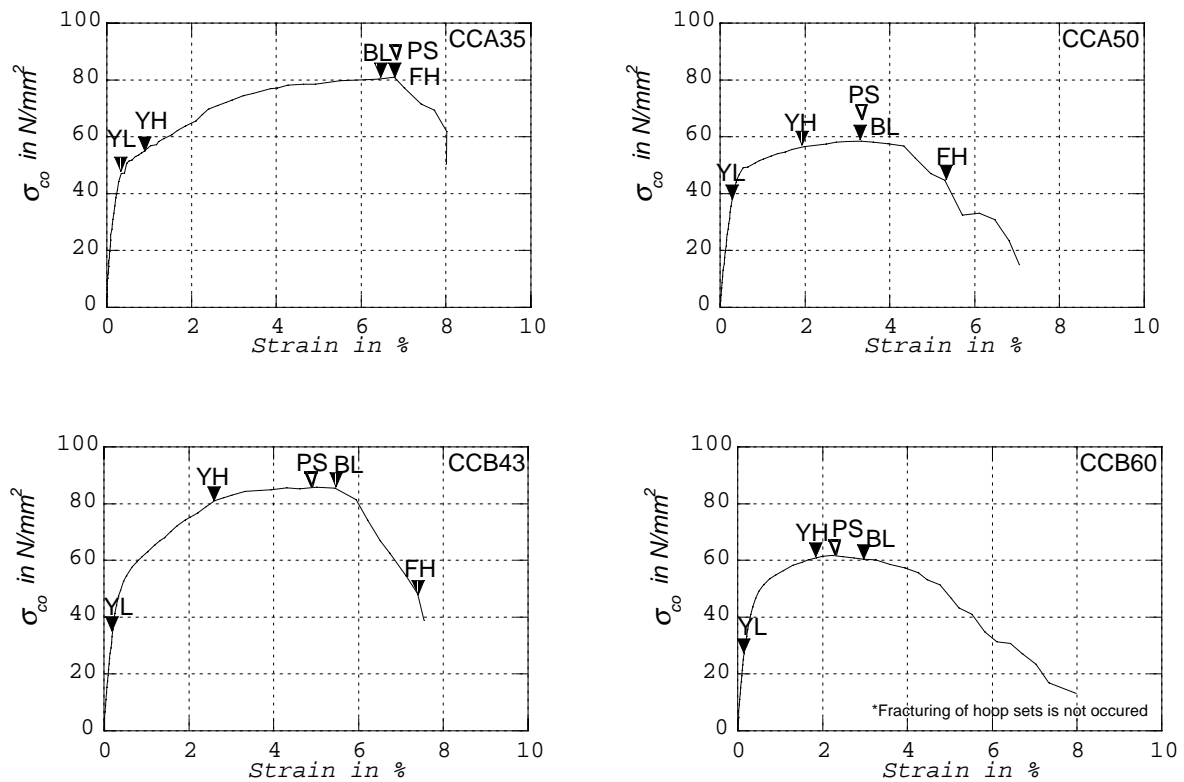 100
80
60
40
20
0
σco in N/mm²
YL
YH
BL
PS
FH
CCA35
0 2 4 6 8 10
Strain in %
100
80
60
40
20
0
σco in N/mm²
YL
YH
PS
BL
FH
CCA50
0 2 4 6 8 10
Strain in %
100
80
60
40
20
0
σco in N/mm²
YL
YH
PS
BL
FH
CCB43
0 2 4 6 8 10
Strain in %
100
80
60
40
20
0
σco in N/mm²
YL
YH
PS
BL
CCB60
*Fracturing of hoop sets is not occured
0 2 4 6 8 10
Strain in %